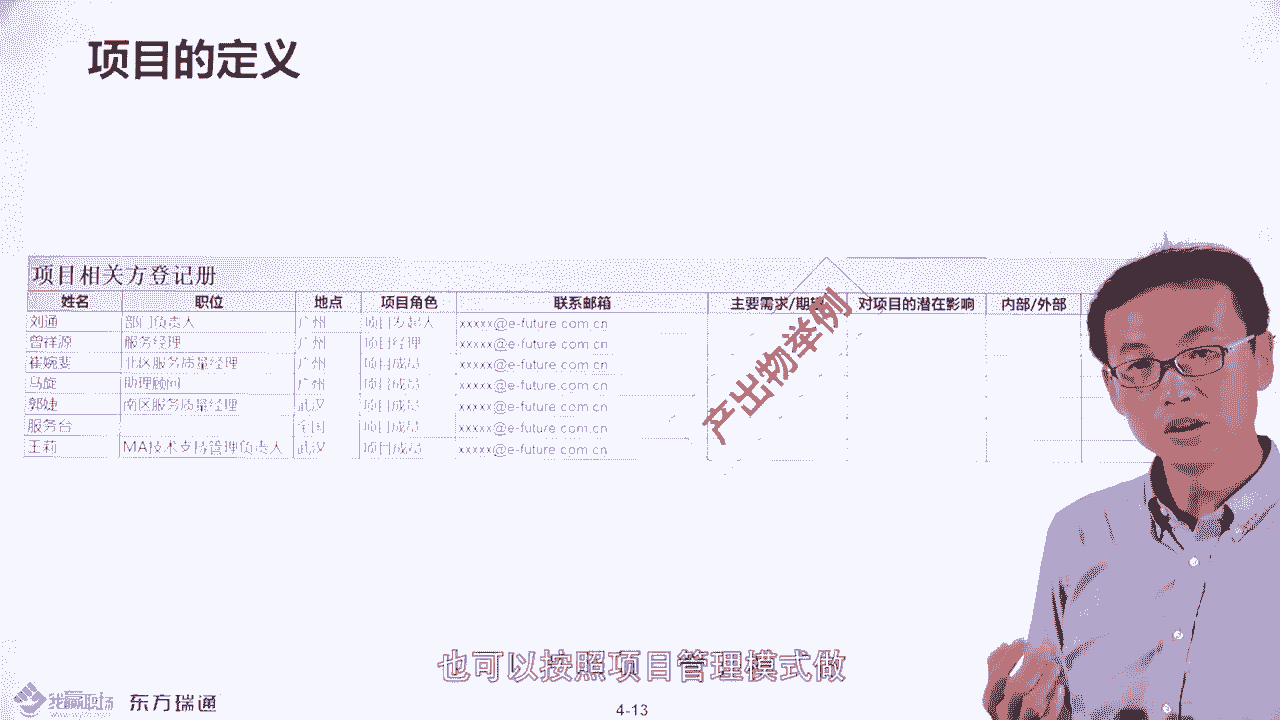 项目的定义
项目相关方登记册
姓名 职位 地点 项目角色 联系邮箱 主要需求/期望 对项目的潜在影响 内部/外部
刘通 部门负责人 广州 项目发起人 xxxxx@e-future.com.cn
曾祥源 服务经理 广州 项目经理 xxxxx@e-future.com.cn
崔婉斐 北区服务质量经理 广州 项目成员 xxxxx@e-future.com.cn
马旋 助理顾问 广州 项目成员 xxxxx@e-future.com.cn
郭婕 南区服务质量经理 武汉 项目成员 xxxxx@e-future.com.cn
服务台 全国 项目成员 xxxxx@e-future.com.cn
王莉 MA技术支持管理负责人 武汉 项目成员 xxxxx@e-future.com.cn
产出物举例
也可以按照项目管理模式做
我赢职场 东方瑞通
4-13